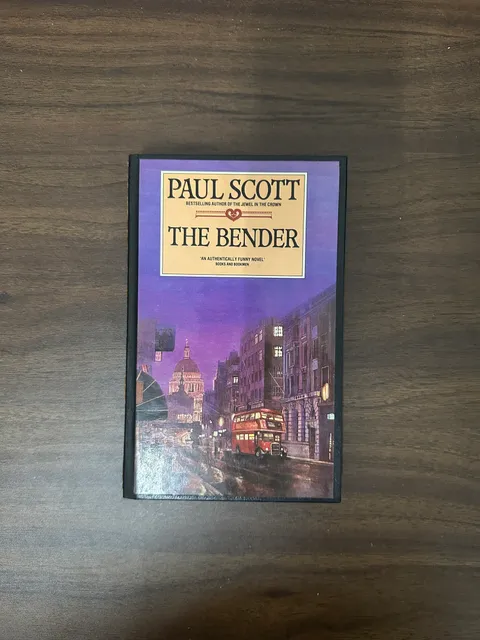 PAUL SCOTT
BESTSELLING AUTHOR OF THE JEWEL IN THE CROWN
THE BENDER
'AN AUTHENTICALLY FUNNY NOVEL'
BOOKS AND BOOKMEN